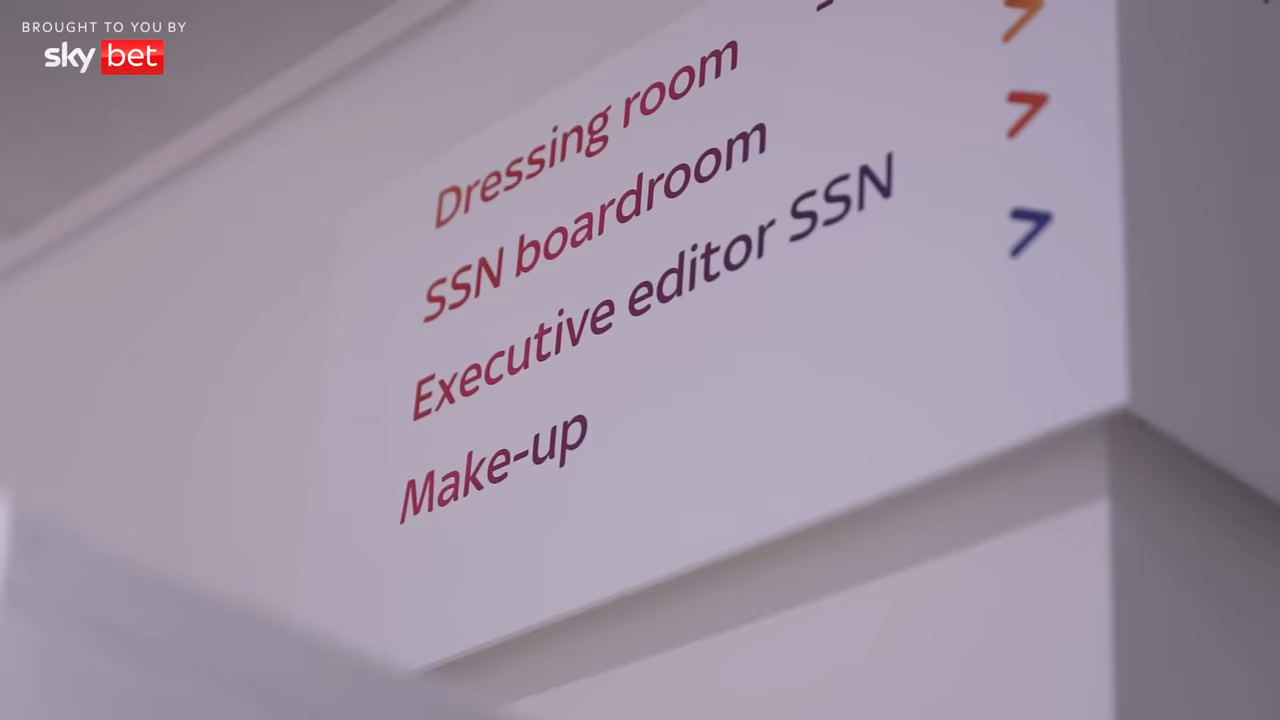 BROUGHT TO YOU BY
sky bet
Dressing room
SSN boardroom
Executive editor SSN
Make-up